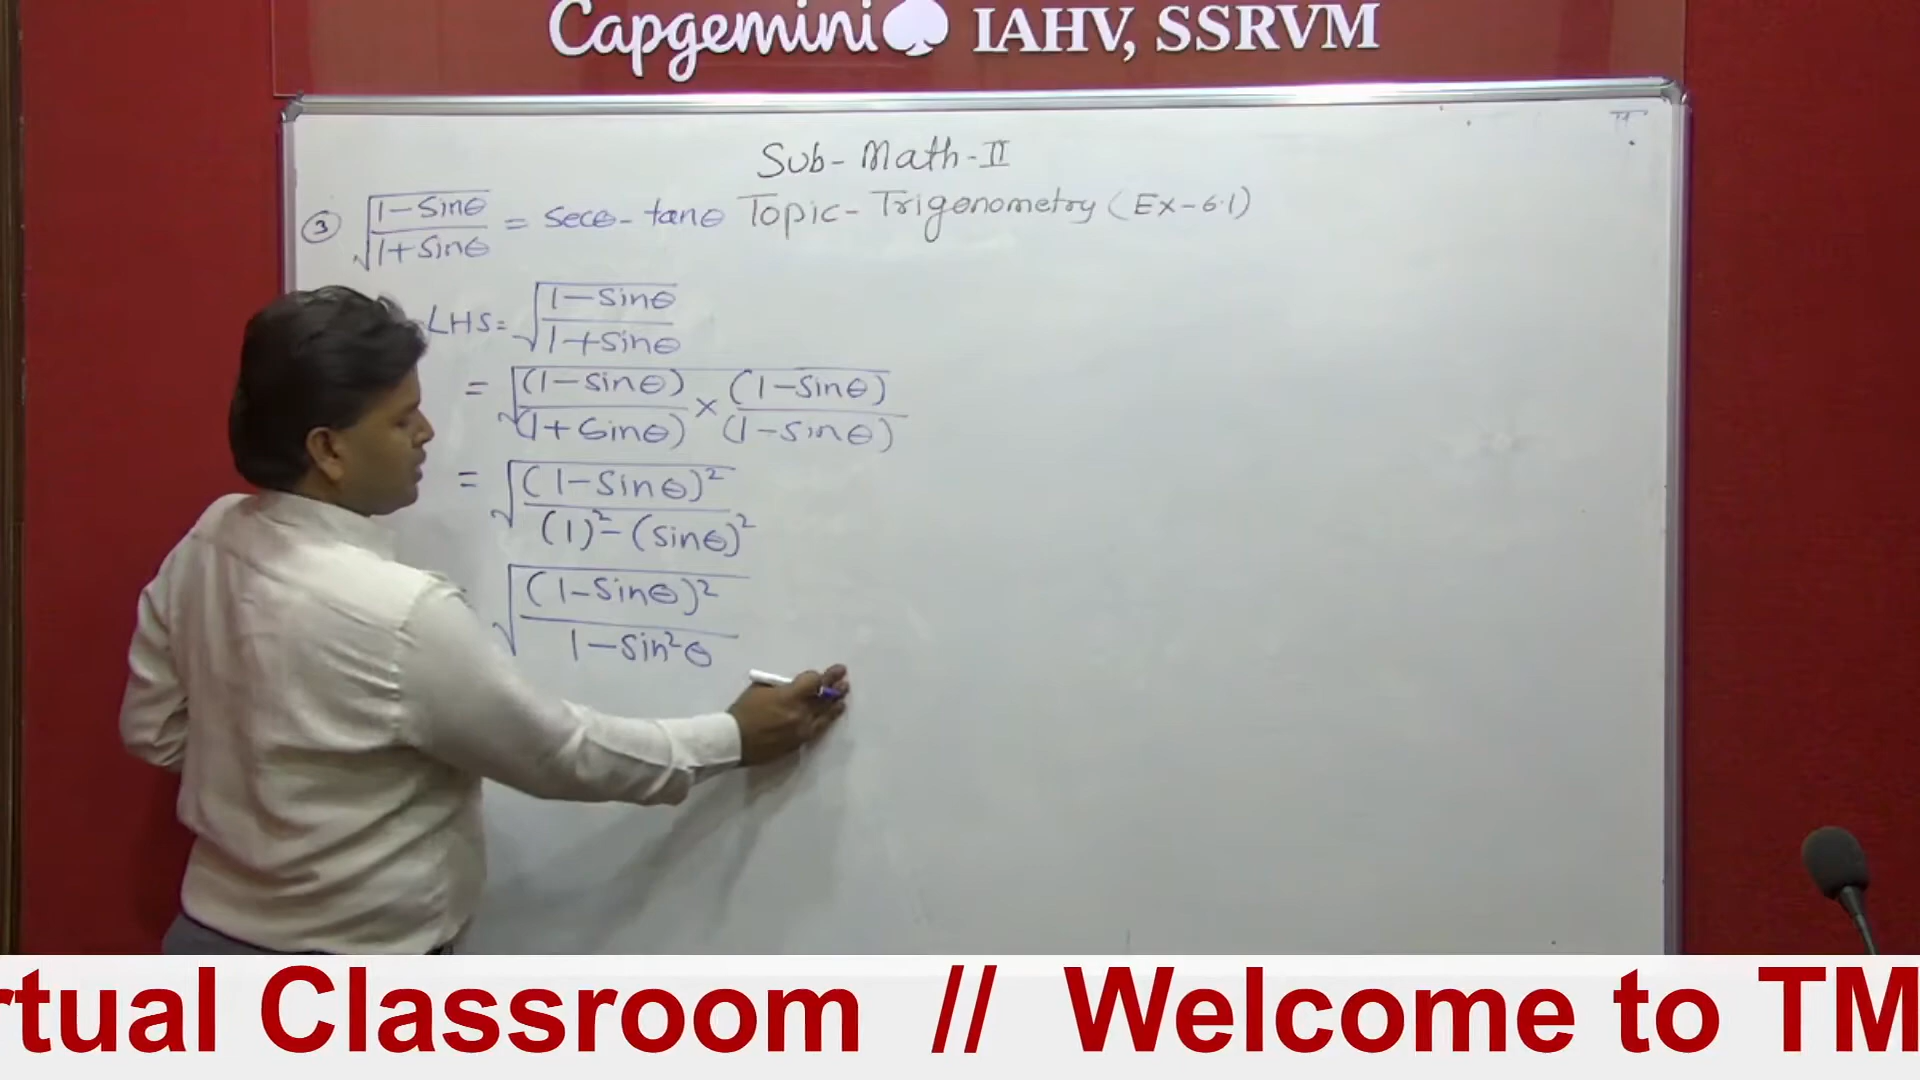 Capgemini IAHV, SSRVM
Sub- Math-II
Topic- Trigonometry (Ex-6.1)
③ √((1-Sinθ)/(1+Sinθ)) = secθ- tanθ
LHS= √((1-Sinθ)/(1+Sinθ))
= √((1-Sinθ)/(1+Sinθ) × (1-Sinθ)/(1-Sinθ))
= √((1-Sinθ)²/((1)²-(sinθ)²))
√((1-Sinθ)²/(1-Sin²θ))
rtual Classroom // Welcome to TM